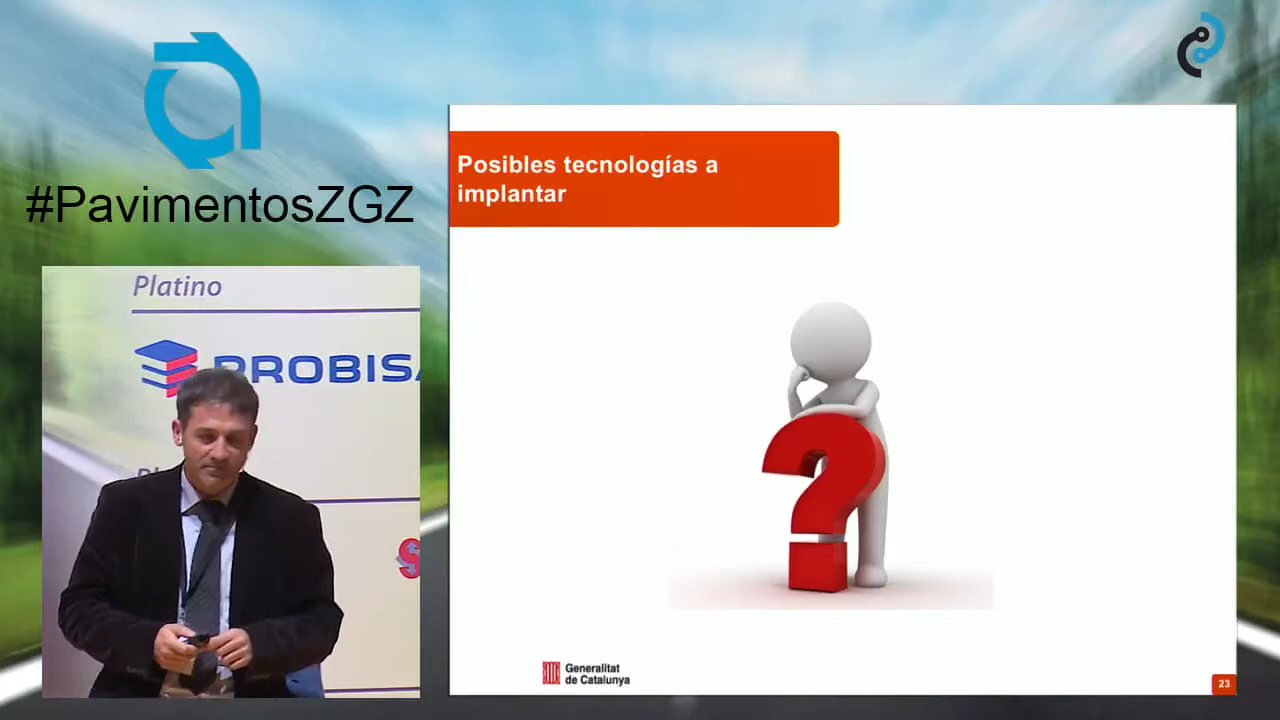 #PavimentosZGZ
Platino
PROBISA
Posibles tecnologías a
implantar
Generalitat
de Catalunya
23